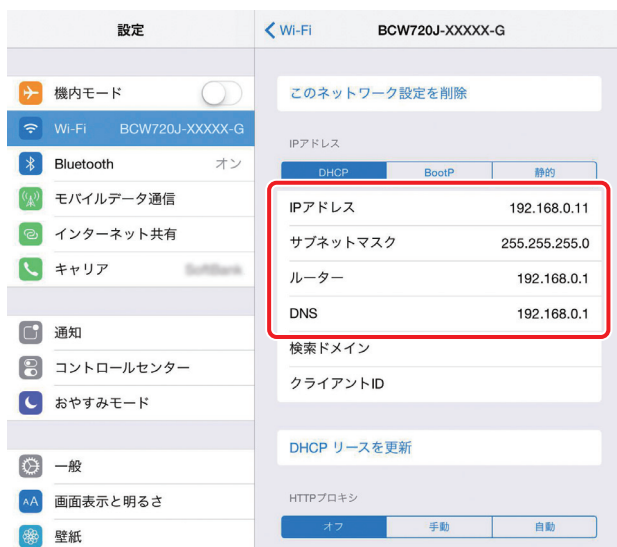 設定
機内モード
Wi-Fi BCW720J-XXXXX-G
Bluetooth オン
モバイルデータ通信
インターネット共有
キャリア
通知
コントロールセンター
おやすみモード
一般
AA 画面表示と明るさ
壁紙
Wi-Fi BCW720J-XXXXX-G
このネットワーク設定を削除
IPアドレス
DHCP BootP 静的
IPアドレス 192.168.0.11
サブネットマスク 255.255.255.0
ルーター 192.168.0.1
DNS 192.168.0.1
検索ドメイン
クライアントID
DHCP リースを更新
HTTPプロキシ
オフ 手動 自動